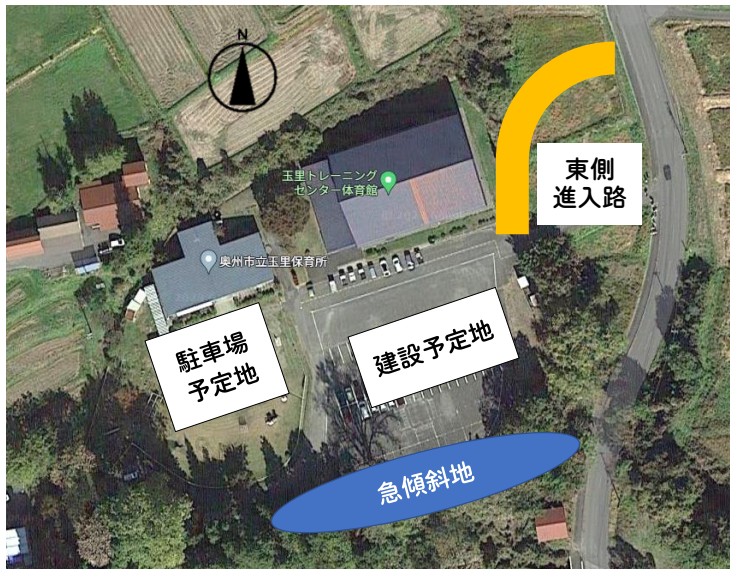 N
玉里トレーニング
センター体育館
奥州市立玉里保育所
東側
進入路
駐車場
予定地
建設予定地
急傾斜地